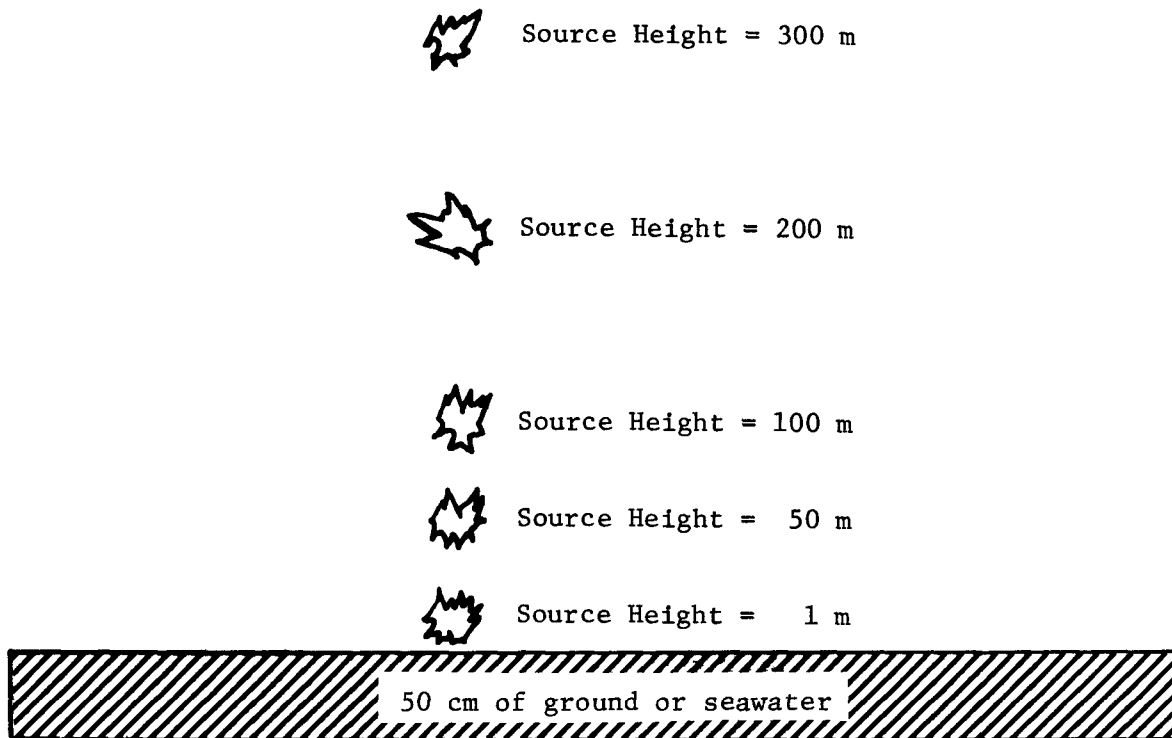 Source Height = 300 m
Source Height = 200 m
Source Height = 100 m
Source Height = 50 m
Source Height = 1 m
50 cm of ground or seawater